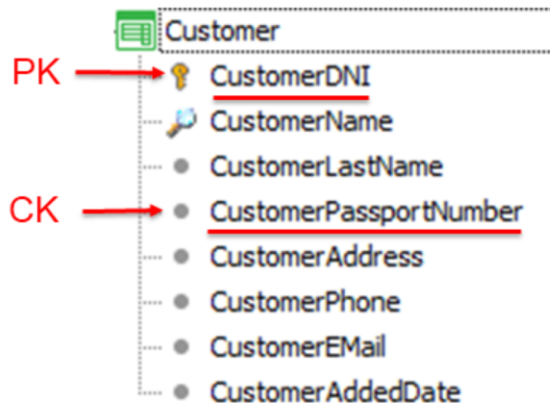 Customer
PK CustomerDNI
CustomerName
CustomerLastName
CK CustomerPassportNumber
CustomerAddress
CustomerPhone
CustomerEMail
CustomerAddedDate